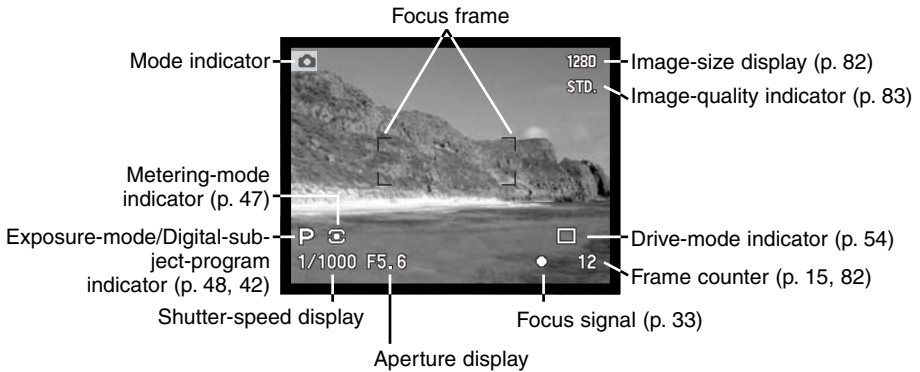 Focus frame
Mode indicator
1280
Image-size display (p. 82)
STD.
Image-quality indicator (p. 83)
Metering-mode
indicator (p. 47)
Exposure-mode/Digital-sub-
ject-program
indicator (p. 48, 42)
P
Drive-mode indicator (p. 54)
1/1000 F5.6
12
Frame counter (p. 15, 82)
Shutter-speed display
Focus signal (p. 33)
Aperture display